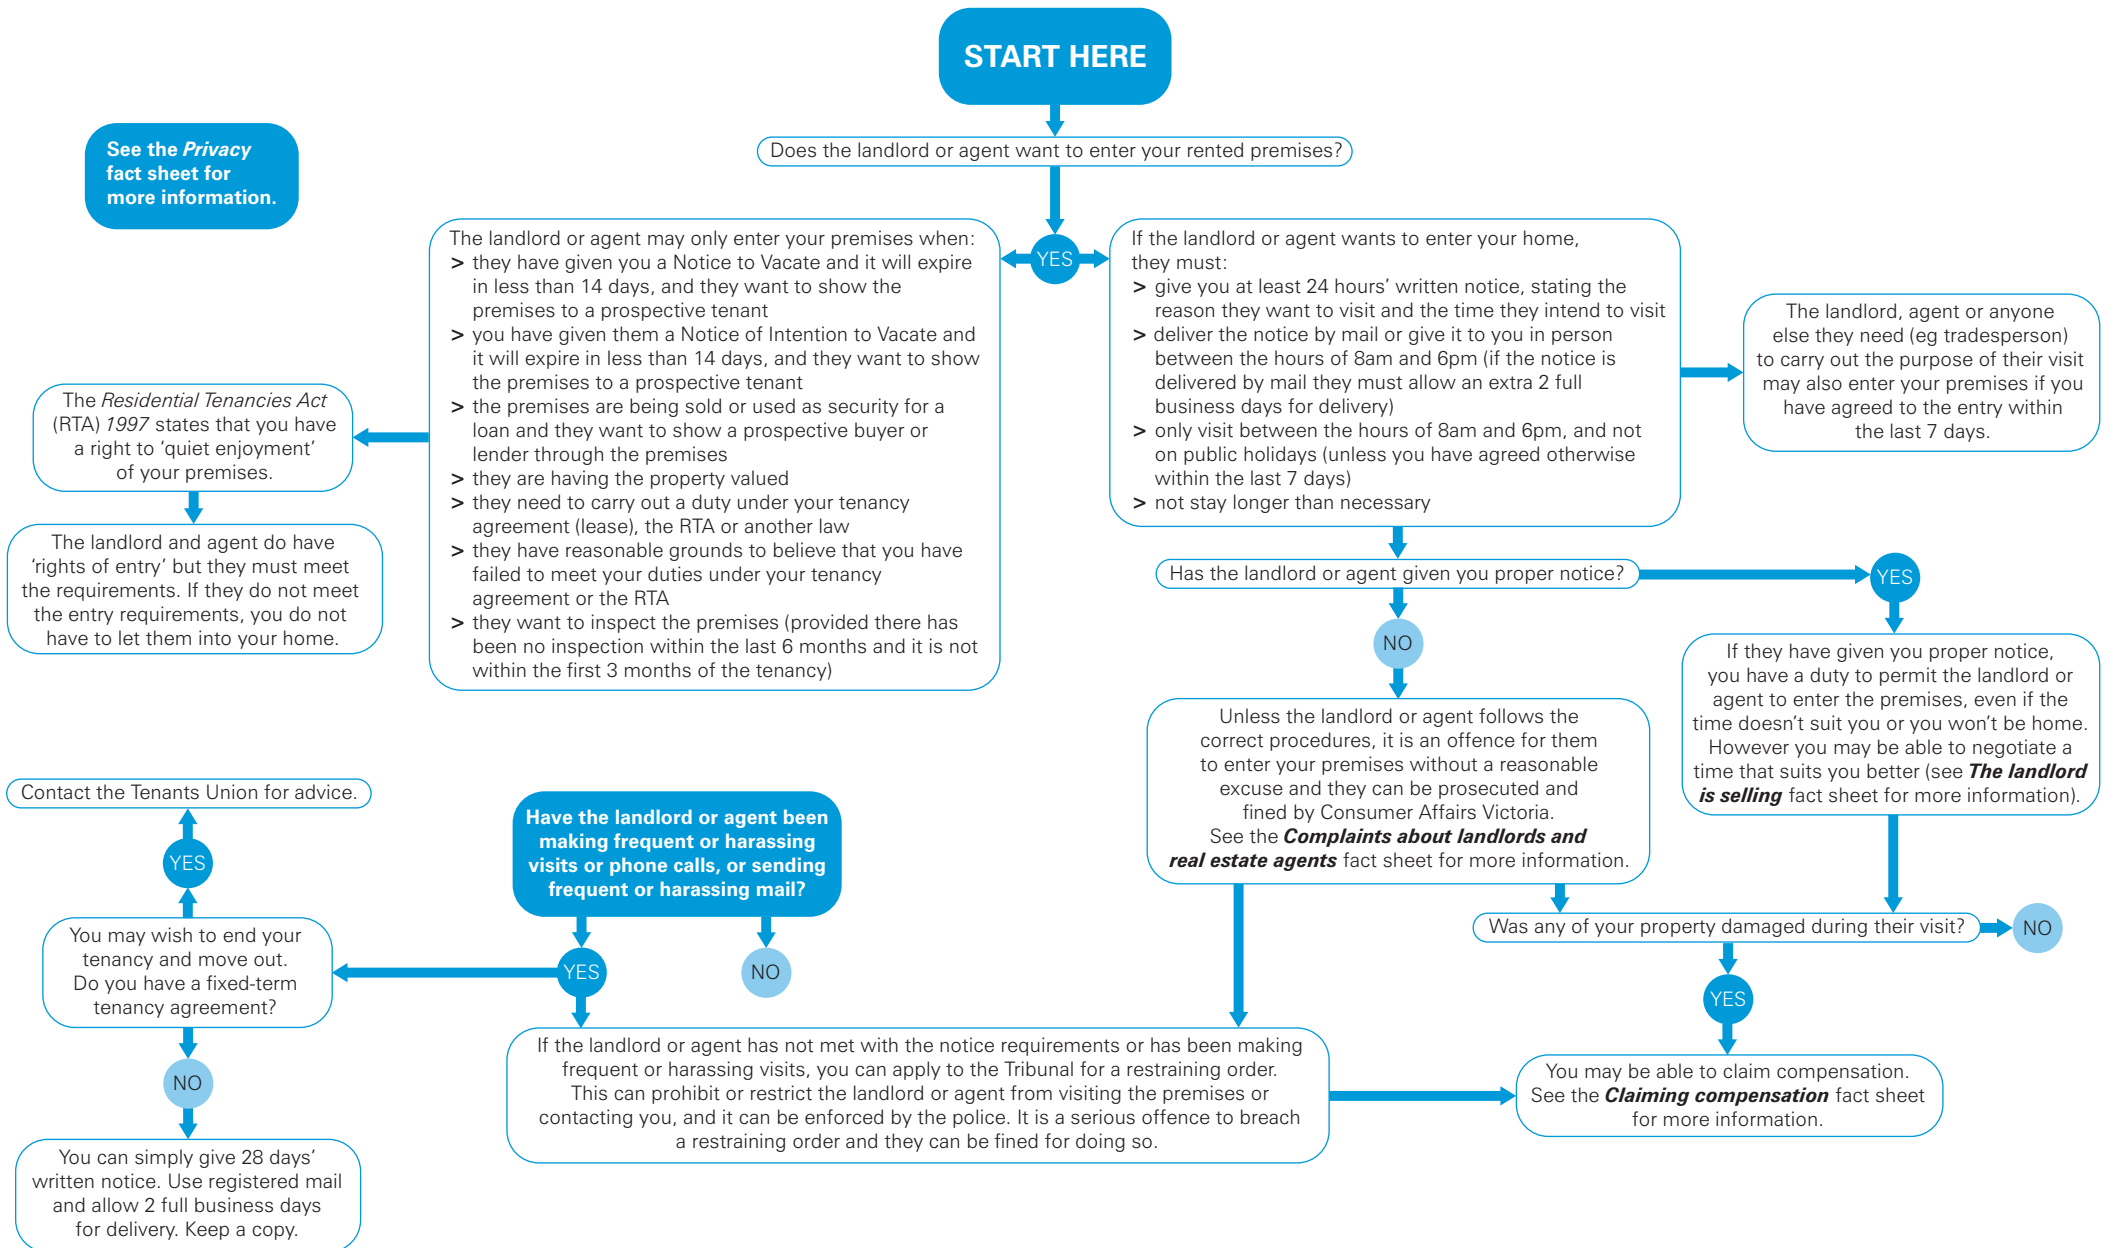 START HERE
See the Privacy
fact sheet for
more information.
Does the landlord or agent want to enter your rented premises?
YES
The landlord or agent may only enter your premises when:
> they have given you a Notice to Vacate and it will expire
in less than 14 days, and they want to show the
premises to a prospective tenant
> you have given them a Notice of Intention to Vacate and
it will expire in less than 14 days, and they want to show
the premises to a prospective tenant
> the premises are being sold or used as security for a
loan and they want to show a prospective buyer or
lender through the premises
> they are having the property valued
> they need to carry out a duty under your tenancy
agreement (lease), the RTA or another law
> they have reasonable grounds to believe that you have
failed to meet your duties under your tenancy
agreement or the RTA
> they want to inspect the premises (provided there has
been no inspection within the last 6 months and it is not
within the first 3 months of the tenancy)
If the landlord or agent wants to enter your home,
they must:
> give you at least 24 hours’ written notice, stating the
reason they want to visit and the time they intend to visit
> deliver the notice by mail or give it to you in person
between the hours of 8am and 6pm (if the notice is
delivered by mail they must allow an extra 2 full
business days for delivery)
> only visit between the hours of 8am and 6pm, and not
on public holidays (unless you have agreed otherwise
within the last 7 days)
> not stay longer than necessary
The landlord, agent or anyone
else they need (eg tradesperson)
to carry out the purpose of their visit
may also enter your premises if you
have agreed to the entry within
the last 7 days.
The Residential Tenancies Act
(RTA) 1997 states that you have
a right to ‘quiet enjoyment’
of your premises.
The landlord and agent do have
‘rights of entry’ but they must meet
the requirements. If they do not meet
the entry requirements, you do not
have to let them into your home.
Has the landlord or agent given you proper notice?
YES
NO
If they have given you proper notice,
you have a duty to permit the landlord or
agent to enter the premises, even if the
time doesn’t suit you or you won’t be home.
However you may be able to negotiate a
time that suits you better (see The landlord
is selling fact sheet for more information).
Unless the landlord or agent follows the
correct procedures, it is an offence for them
to enter your premises without a reasonable
excuse and they can be prosecuted and
fined by Consumer Affairs Victoria.
See the Complaints about landlords and
real estate agents fact sheet for more information.
Contact the Tenants Union for advice.
YES
Have the landlord or agent been
making frequent or harassing
visits or phone calls, or sending
frequent or harassing mail?
You may wish to end your
tenancy and move out.
Do you have a fixed-term
tenancy agreement?
YES
NO
Was any of your property damaged during their visit?
NO
YES
NO
If the landlord or agent has not met with the notice requirements or has been making
frequent or harassing visits, you can apply to the Tribunal for a restraining order.
This can prohibit or restrict the landlord or agent from visiting the premises or
contacting you, and it can be enforced by the police. It is a serious offence to breach
a restraining order and they can be fined for doing so.
You may be able to claim compensation.
See the Claiming compensation fact sheet
for more information.
You can simply give 28 days’
written notice. Use registered mail
and allow 2 full business days
for delivery. Keep a copy.